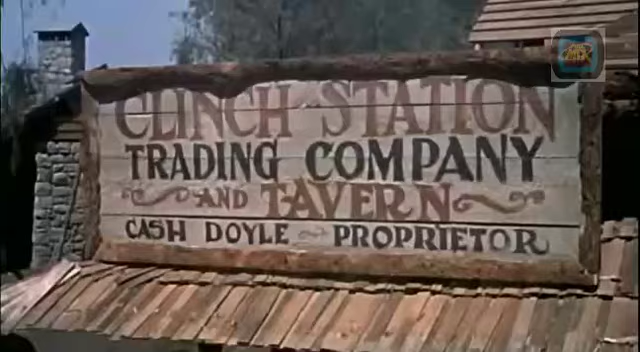 CLINCH STATION
TRADING COMPANY
AND TAVERN
CASH DOYLE ~ PROPRIETOR